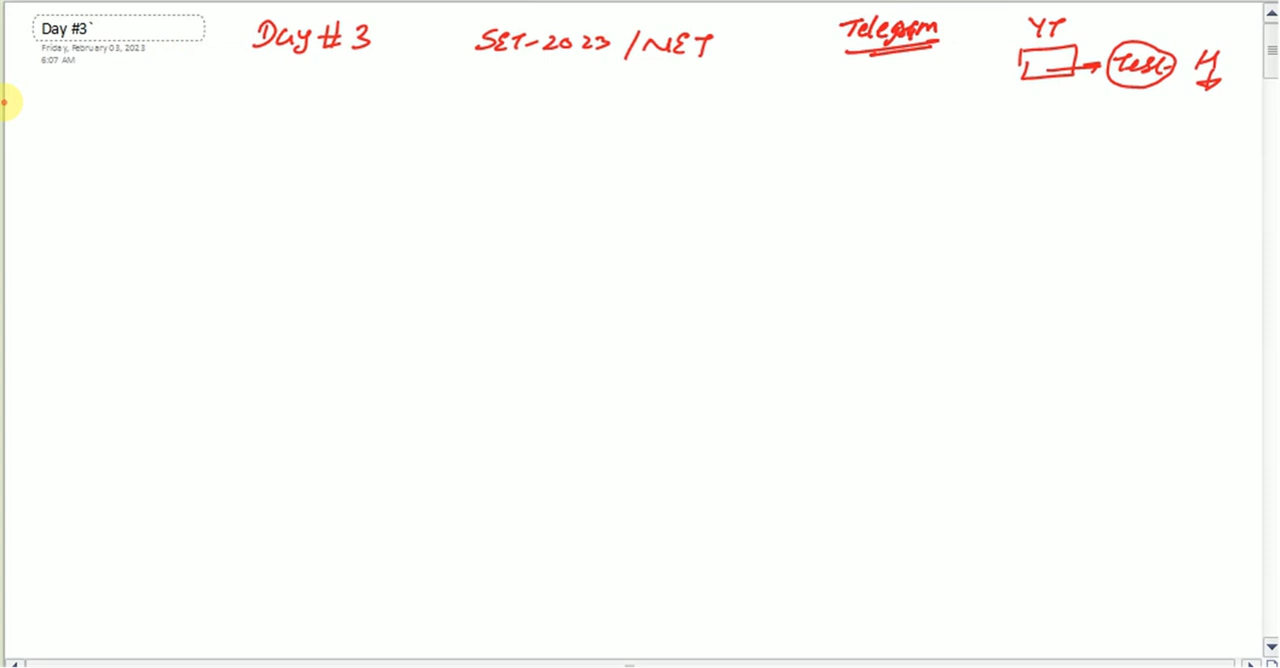 Day #3`
Friday, February 03, 2023
6:07 AM
Day # 3
SET-2023 / NET
Telegram
YT
Test